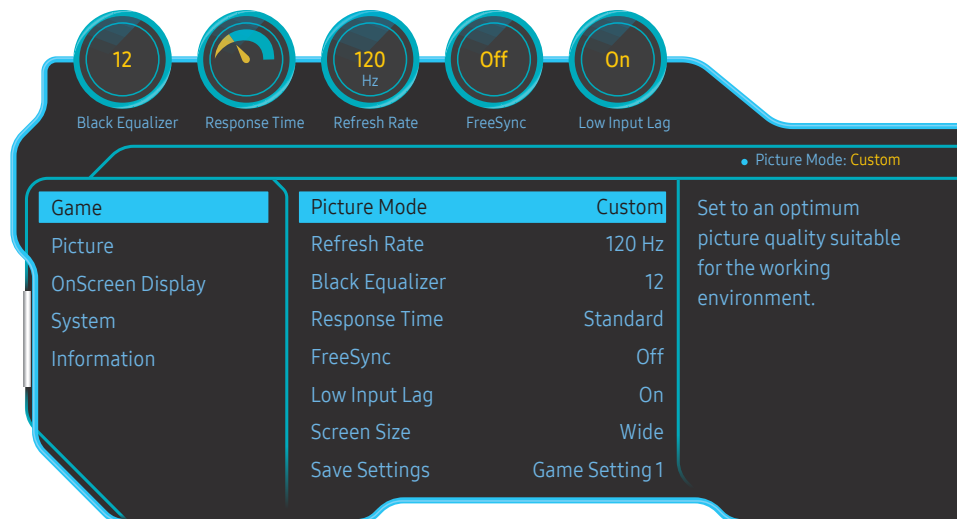 12
120
Hz
Off
On
Black Equalizer
Response Time
Refresh Rate
FreeSync
Low Input Lag
Picture Mode: Custom
Game
Picture
OnScreen Display
System
Information
Picture Mode Custom
Refresh Rate 120 Hz
Black Equalizer 12
Response Time Standard
FreeSync Off
Low Input Lag On
Screen Size Wide
Save Settings Game Setting 1
Set to an optimum
picture quality suitable
for the working
environment.